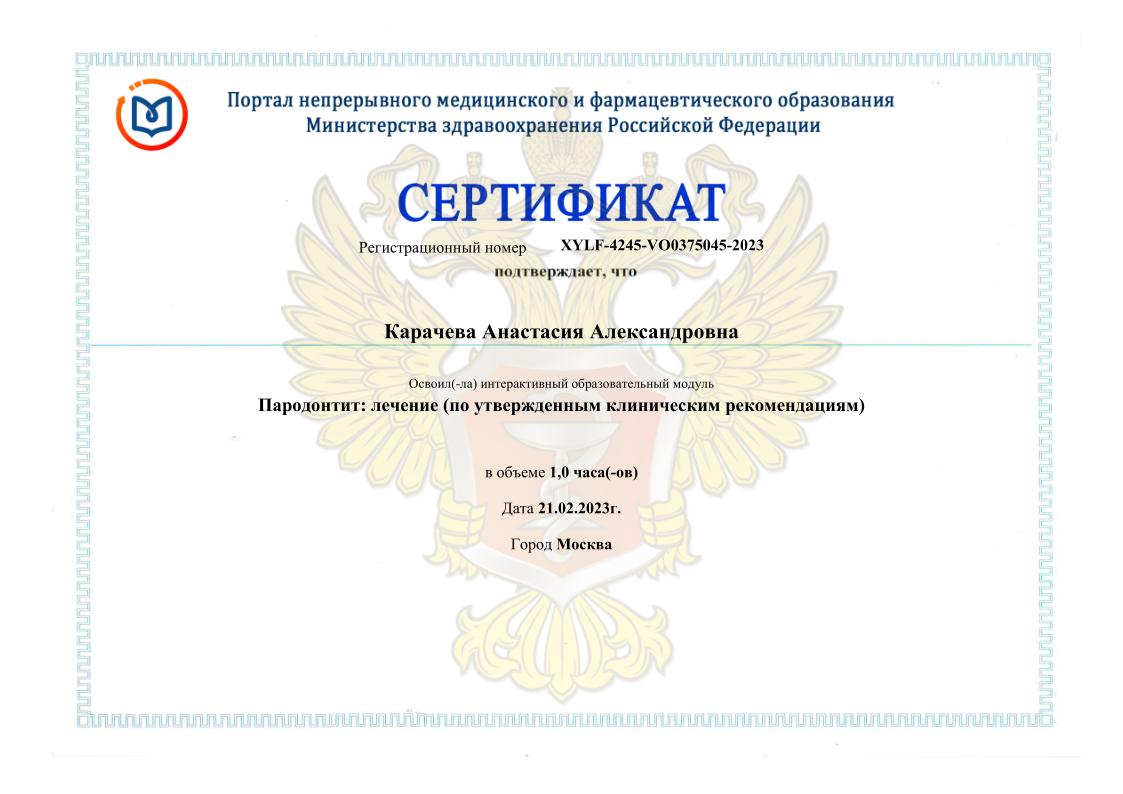 Портал непрерывного медицинского и фармацевтического образования
Министерства здравоохранения Российской Федерации
СЕРТИФИКАТ
Регистрационный номер XYLF-4245-VO0375045-2023
подтверждает, что
Карачева Анастасия Александровна
Освоил(-ла) интерактивный образовательный модуль
Пародонтит: лечение (по утвержденным клиническим рекомендациям)
в объеме 1,0 часа(-ов)
Дата 21.02.2023г.
Город Москва